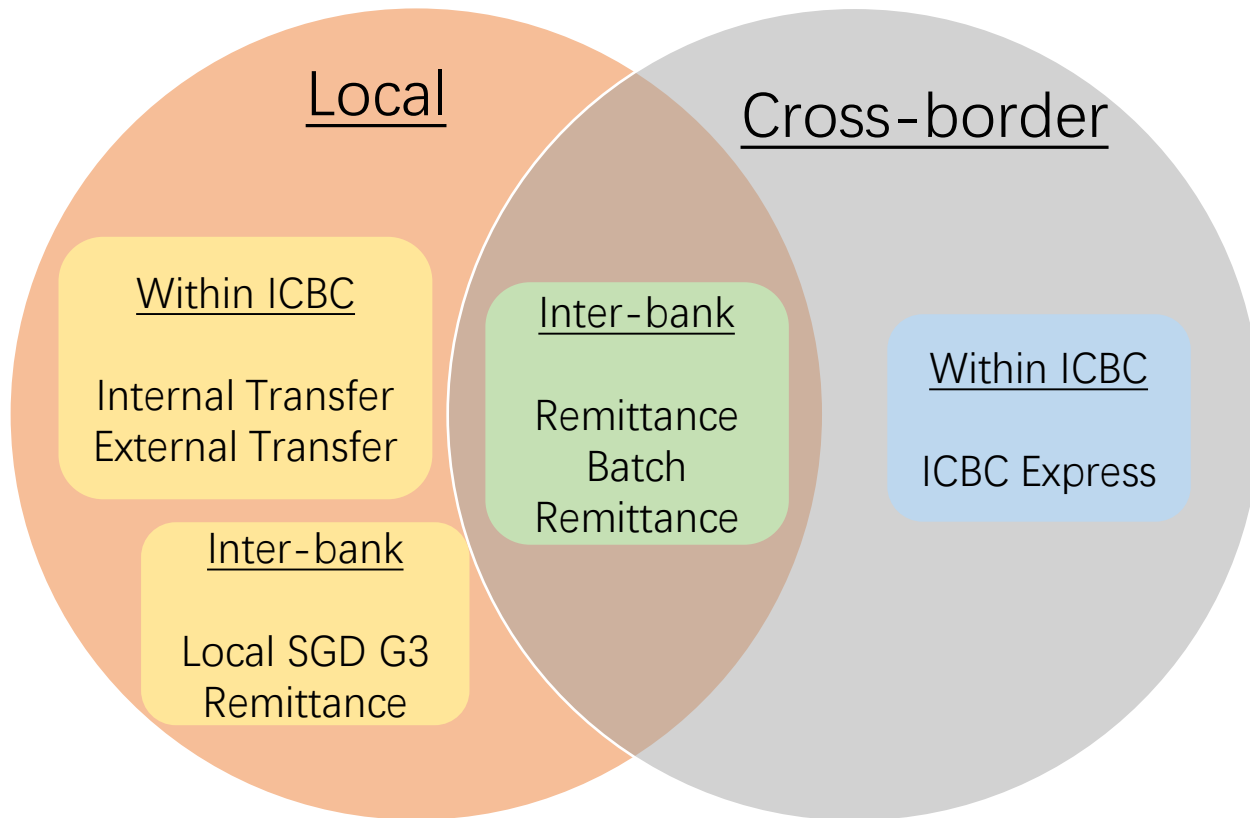 Local
Cross-border
Within ICBC
Internal Transfer
External Transfer
Inter-bank
Local SGD G3
Remittance
Inter-bank
Remittance
Batch
Remittance
Within ICBC
ICBC Express